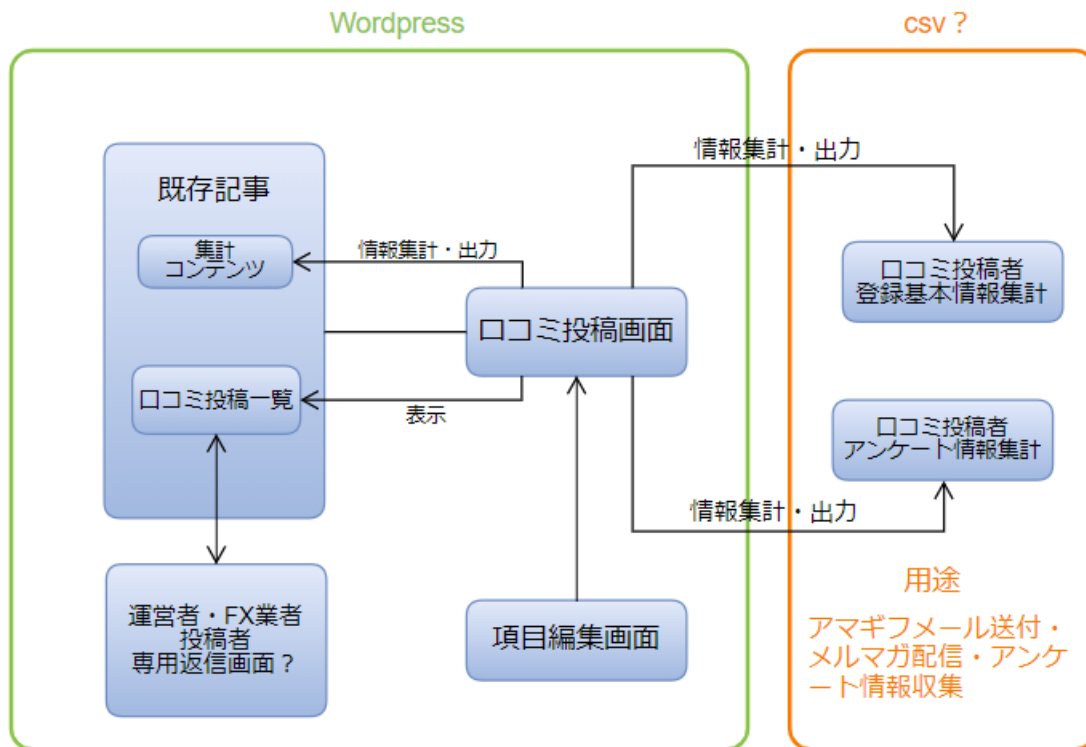 Wordpress
csv？
情報集計・出力
既存記事
集計
コンテンツ
情報集計・出力
口コミ投稿者
登録基本情報集計
口コミ投稿画面
口コミ投稿一覧
表示
口コミ投稿者
アンケート情報集計
情報集計・出力
運営者・FX業者
投稿者
専用返信画面？
項目編集画面
用途
アマギフメール送付・
メルマガ配信・アンケ
ート情報収集